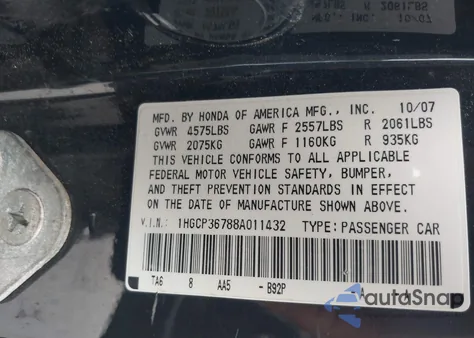 MFD. BY HONDA OF AMERICA MFG., INC. 10/07
GVWR 4575LBS GAWR F 2557LBS R 2061LBS
GVWR 2075KG GAWR F 1160KG R 935KG
THIS VEHICLE CONFORMS TO ALL APPLICABLE
FEDERAL MOTOR VEHICLE SAFETY, BUMPER,
AND THEFT PREVENTION STANDARDS IN EFFECT
ON THE DATE OF MANUFACTURE SHOWN ABOVE.
V.I.N.: 1HGCP36788A011432 TYPE: PASSENGER CAR
TA6 8 AA5 - B92P - A
autoSnap